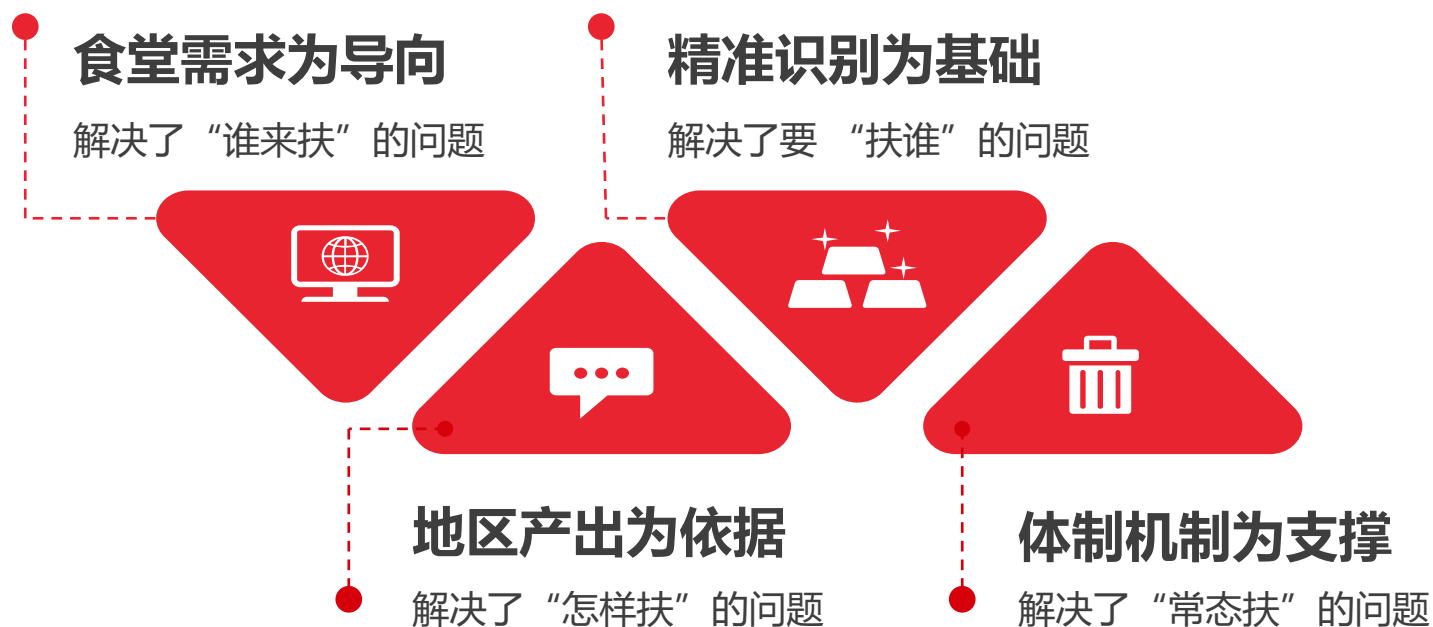 食堂需求为导向
解决了“谁来扶”的问题
精准识别为基础
解决了要 “扶谁”的问题
地区产出为依据
解决了“怎样扶”的问题
体制机制为支撑
解决了“常态扶”的问题